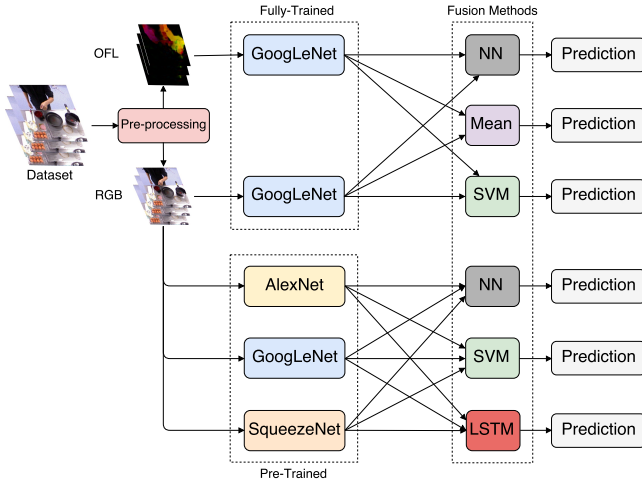 Fully-Trained
Fusion Methods
OFL
GoogLeNet
NN
Prediction
Pre-processing
Mean
Prediction
Dataset
RGB
GoogLeNet
SVM
Prediction
AlexNet
NN
Prediction
GoogLeNet
SVM
Prediction
SqueezeNet
LSTM
Prediction
Pre-Trained